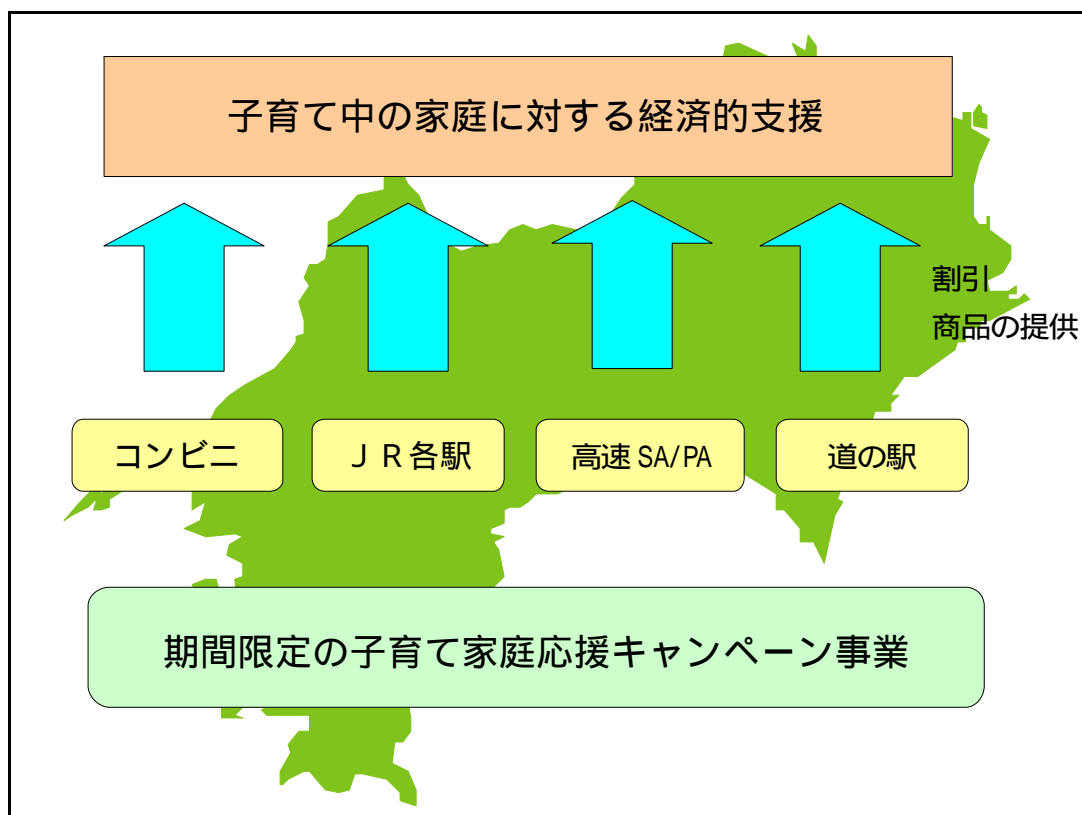 子育て中の家庭に対する経済的支援
割引
商品の提供
コンビニ
ＪＲ各駅
高速 SA/PA
道の駅
期間限定の子育て家庭応援キャンペーン事業